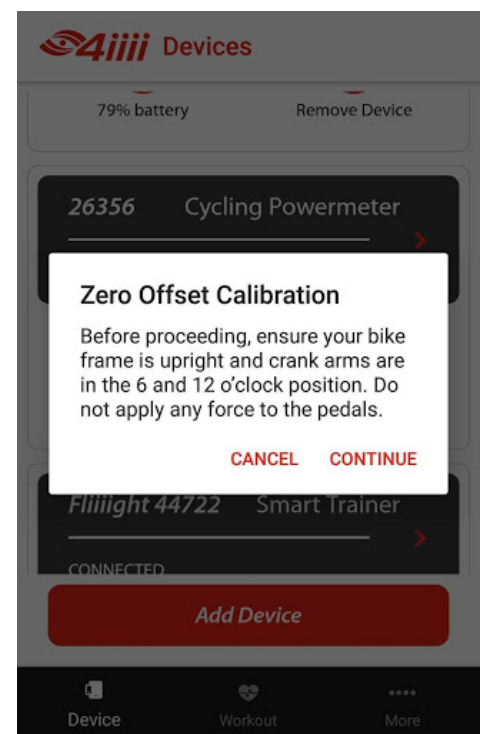 4iiii Devices
79% battery Remove Device
26356 Cycling Powermeter
Zero Offset Calibration
Before proceeding, ensure your bike
frame is upright and crank arms are
in the 6 and 12 o’clock position. Do
not apply any force to the pedals.
CANCEL CONTINUE
Fliiiight 44722 Smart Trainer
CONNECTED
Add Device
Device Workout More